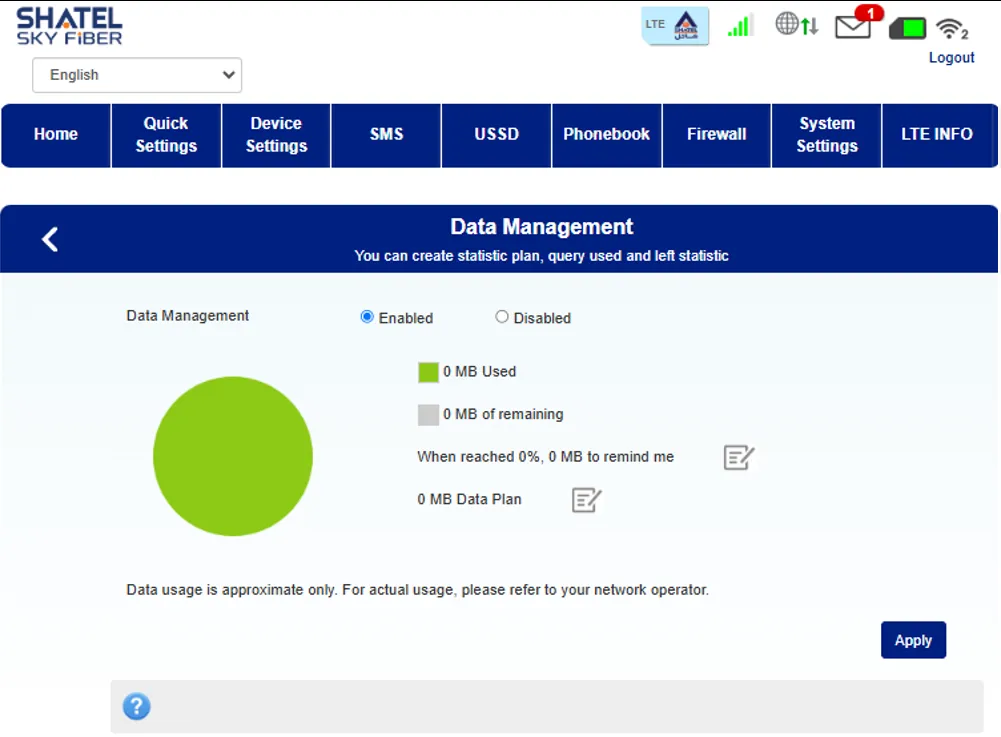 SHATEL
SKY FiBER
LTE
1
2
Logout
English
Home
Quick Settings
Device Settings
SMS
USSD
Phonebook
Firewall
System Settings
LTE INFO
Data Management
You can create statistic plan, query used and left statistic
Data Management
Enabled
Disabled
0 MB Used
0 MB of remaining
When reached 0%, 0 MB to remind me
0 MB Data Plan
Data usage is approximate only. For actual usage, please refer to your network operator.
Apply
?